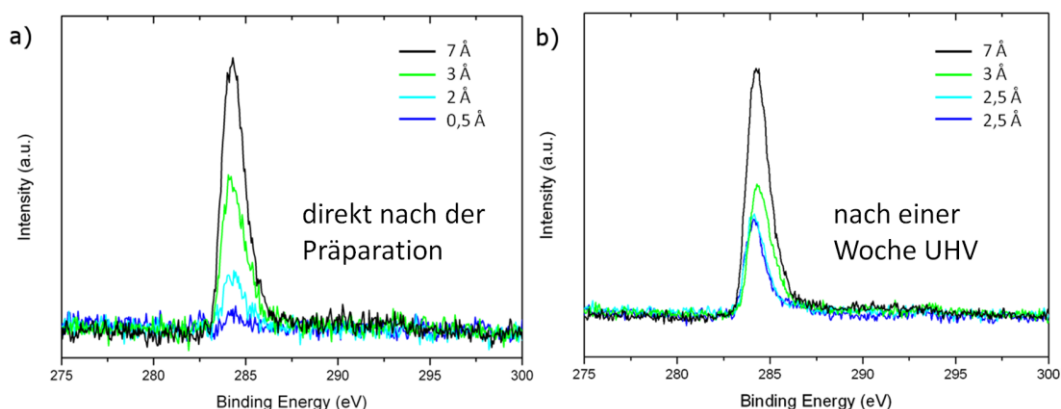 a)
7 Å
3 Å
2 Å
0,5 Å
direkt nach der
Präparation
Intensity (a.u.)
275 280 285 290 295 300
Binding Energy (eV)
b)
7 Å
3 Å
2,5 Å
2,5 Å
nach einer
Woche UHV
Intensity (a.u.)
275 280 285 290 295 300
Binding Energy (eV)